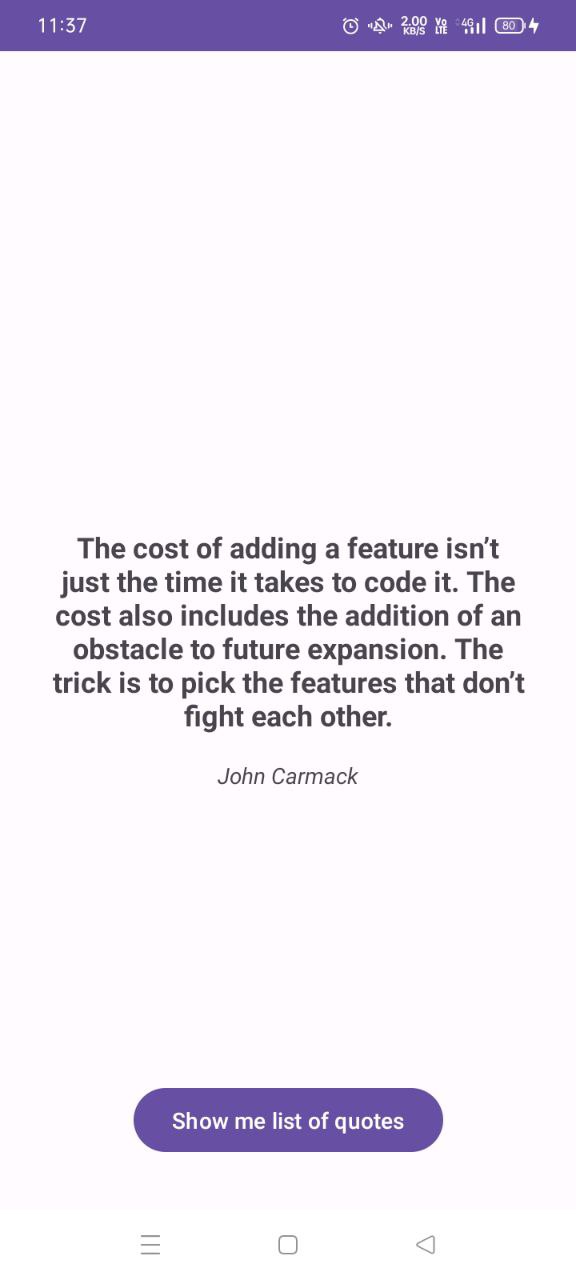 11:37
2.00
KB/S
Vo
LTE
4G
80
The cost of adding a feature isn’t
just the time it takes to code it. The
cost also includes the addition of an
obstacle to future expansion. The
trick is to pick the features that don’t
fight each other.
John Carmack
Show me list of quotes